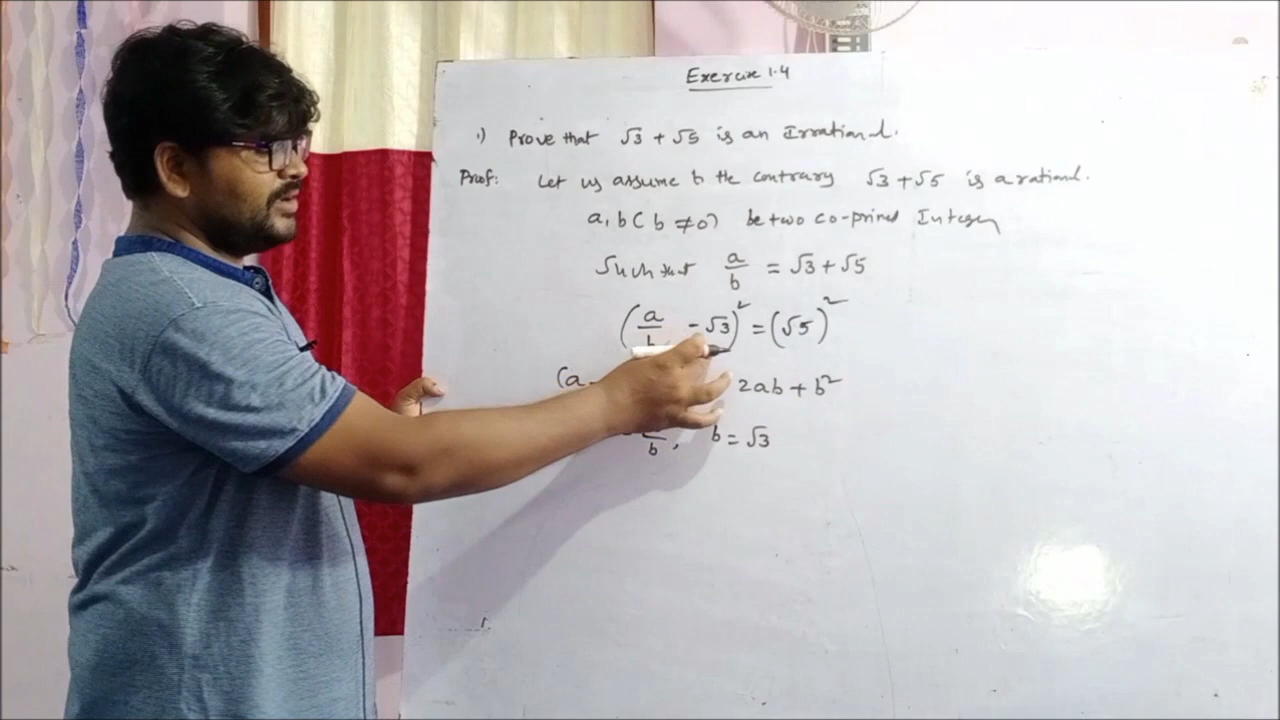 Exercise 1.4
1) Prove that √3 + √5 is an Irrational.
Proof: Let us assume to the contrary √3 + √5 is a rational.
a, b (b ≠ 0) be two co-primes Integers
Such that a/b = √3 + √5
(a/b - √3)² = (√5)²
(a - 2ab + b²
a/b, b = √3